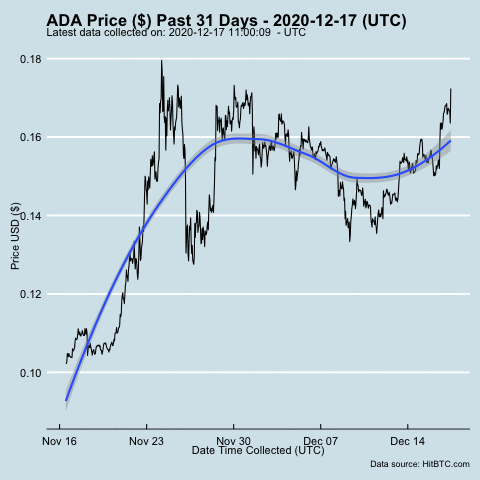 ADA Price ($) Past 31 Days - 2020-12-17 (UTC)
Latest data collected on: 2020-12-17 11:00:09 - UTC
0.18
0.16
0.14
0.12
0.10
Price USD ($)
Nov 16 Nov 23 Nov 30 Dec 07 Dec 14
Date Time Collected (UTC)
Data source: HitBTC.com